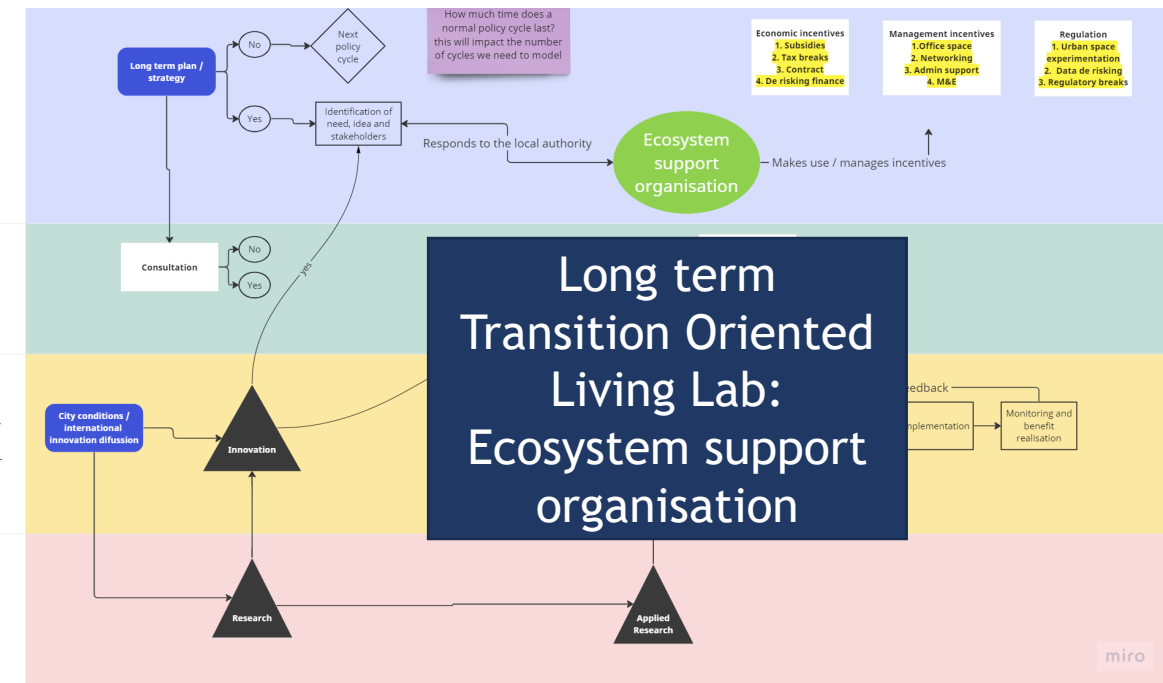 How much time does a
normal policy cycle last?
this will impact the number
of cycles we need to model
Economic incentives
1. Subsidies
2. Tax breaks
3. Contract
4. De risking finance
Management incentives
1.Office space
2. Networking
3. Admin support
4. M&E
Regulation
1. Urban space
experimentation
2. Data de risking
3. Regulatory breaks
Long term plan /
strategy
No
Next
policy
cycle
Yes
Identification of
need, idea and
stakeholders
Responds to the local authority
Ecosystem
support
organisation
Makes use / manages incentives
Consultation
No
Yes
yes
Long term
Transition Oriented
Living Lab:
Ecosystem support
organisation
City conditions /
international
innovation difussion
Innovation
eedback
mplementation
Monitoring and
benefit
realisation
Research
Applied
Research
miro